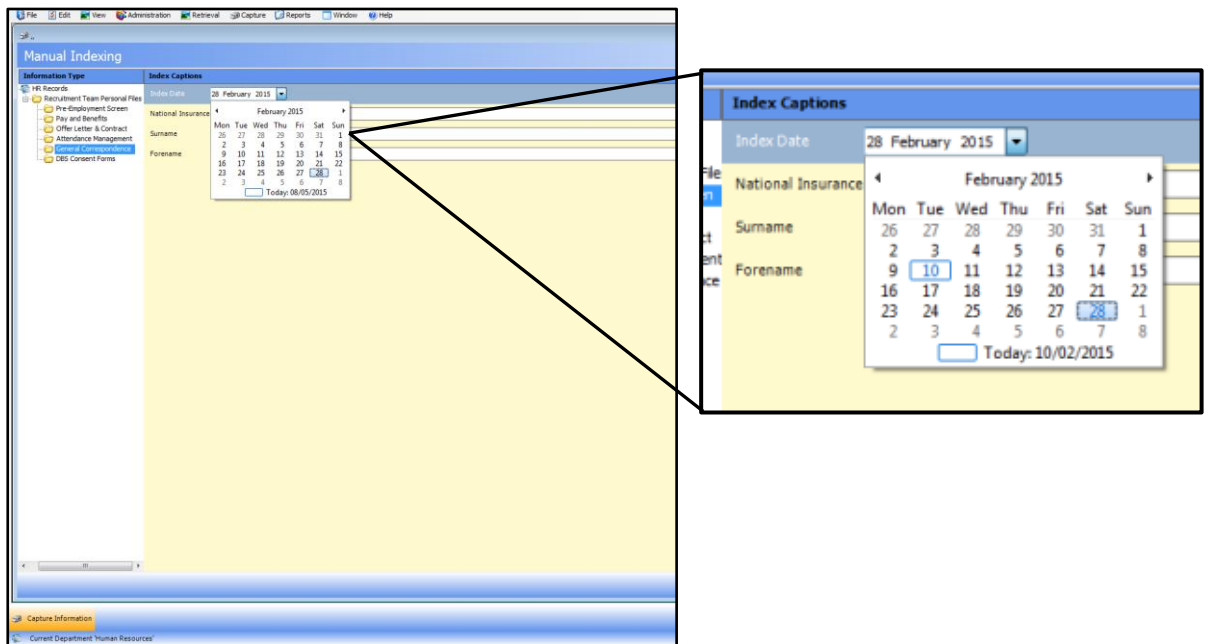 File Edit View Administration Retrieval Capture Reports Window Help
Manual Indexing
Information Type Index Captions
HR Records
Recruitment Team Personal Files
Pre-Employment Screen
Pay and Benefits
Offer Letter & Contract
Attendance Management
General Correspondence
DBS Consent Forms
Index Date 28 February 2015
National Insurance
Surname
Forename
February 2015
Mon Tue Wed Thu Fri Sat Sun
26 27 28 29 30 31 1
2 3 4 5 6 7 8
9 10 11 12 13 14 15
16 17 18 19 20 21 22
23 24 25 26 27 28 1
2 3 4 5 6 7 8
Today: 08/05/2015
Capture Information
Current Department 'Human Resources'
Index Captions
Index Date 28 February 2015
File
National Insurance
Surname
Forename
February 2015
Mon Tue Wed Thu Fri Sat Sun
26 27 28 29 30 31 1
2 3 4 5 6 7 8
9 10 11 12 13 14 15
16 17 18 19 20 21 22
23 24 25 26 27 28 1
2 3 4 5 6 7 8
Today: 10/02/2015